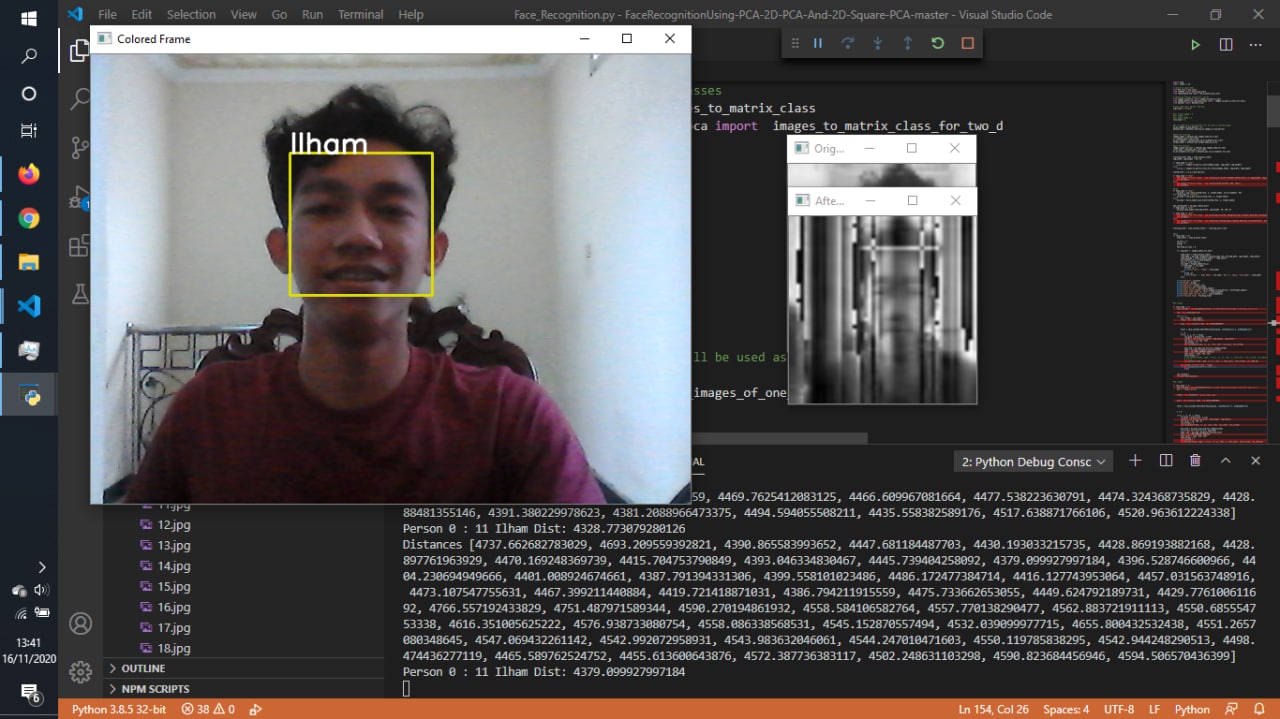 File Edit Selection View Go Run Terminal Help
Face_Recognition.py - FaceRecognitionUsing-PCA-2D-PCA-And-2D-Square-PCA-master - Visual Studio Code
Colored Frame
Ilham
sses
s_to_matrix_class
ca import images_to_matrix_class_for_two_d
Orig...
Afte...
ll be used as
_images_of_one_
AL
2: Python Debug Consc
59, 4469.7625412083125, 4466.609967081664, 4477.538223630791, 4474.324368735829, 4428.
88481355146, 4391.380229978623, 4381.2088966473375, 4494.594055508211, 4435.558382589176, 4517.638871766106, 4520.963612224338]
Person 0 : 11 Ilham Dist: 4328.773079280126
Distances [4737.662682783029, 4693.209559392821, 4390.865583993652, 4447.681184487703, 4430.193033215735, 4428.869193882168, 4428.
897761963929, 4470.169248369739, 4415.704753790849, 4393.046334830467, 4445.739404258092, 4379.099927997184, 4396.528746600966, 44
04.230694949666, 4401.008924674661, 4387.791394331306, 4399.558101023486, 4486.172477384714, 4416.127743953064, 4457.031563748916,
4473.107547755631, 4467.399211440884, 4419.721418871031, 4386.794211915559, 4475.733662653055, 4449.624792189731, 4429.7761006116
92, 4766.557192433829, 4751.487971589344, 4590.270194861932, 4558.584106582764, 4557.770138290477, 4562.883721911113, 4550.6855547
53338, 4616.351005625222, 4576.938733080754, 4558.086338568531, 4545.152870557494, 4532.039099977715, 4655.800432532438, 4551.2657
080348645, 4547.069432261142, 4542.992072958931, 4543.983632046061, 4544.247010471603, 4550.119785838295, 4542.944248290513, 4498.
474436277119, 4465.589762524752, 4455.613600643876, 4572.387736383117, 4502.248631103298, 4590.823684456946, 4594.506570436399]
Person 0 : 11 Ilham Dist: 4379.099927997184
12.jpg
13.jpg
14.jpg
15.jpg
16.jpg
17.jpg
18.jpg
OUTLINE
NPM SCRIPTS
13:41
16/11/2020
6
Python 3.8.5 32-bit
38 0
Ln 154, Col 26 Spaces: 4 UTF-8 LF Python